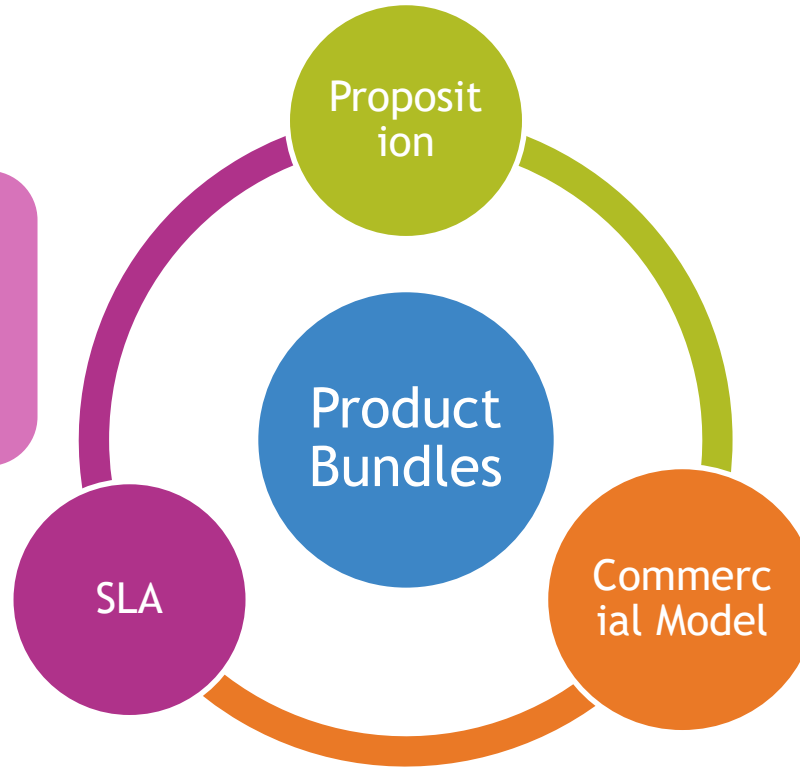 Proposit
ion
Product
Bundles
SLA
Commerc
ial Model